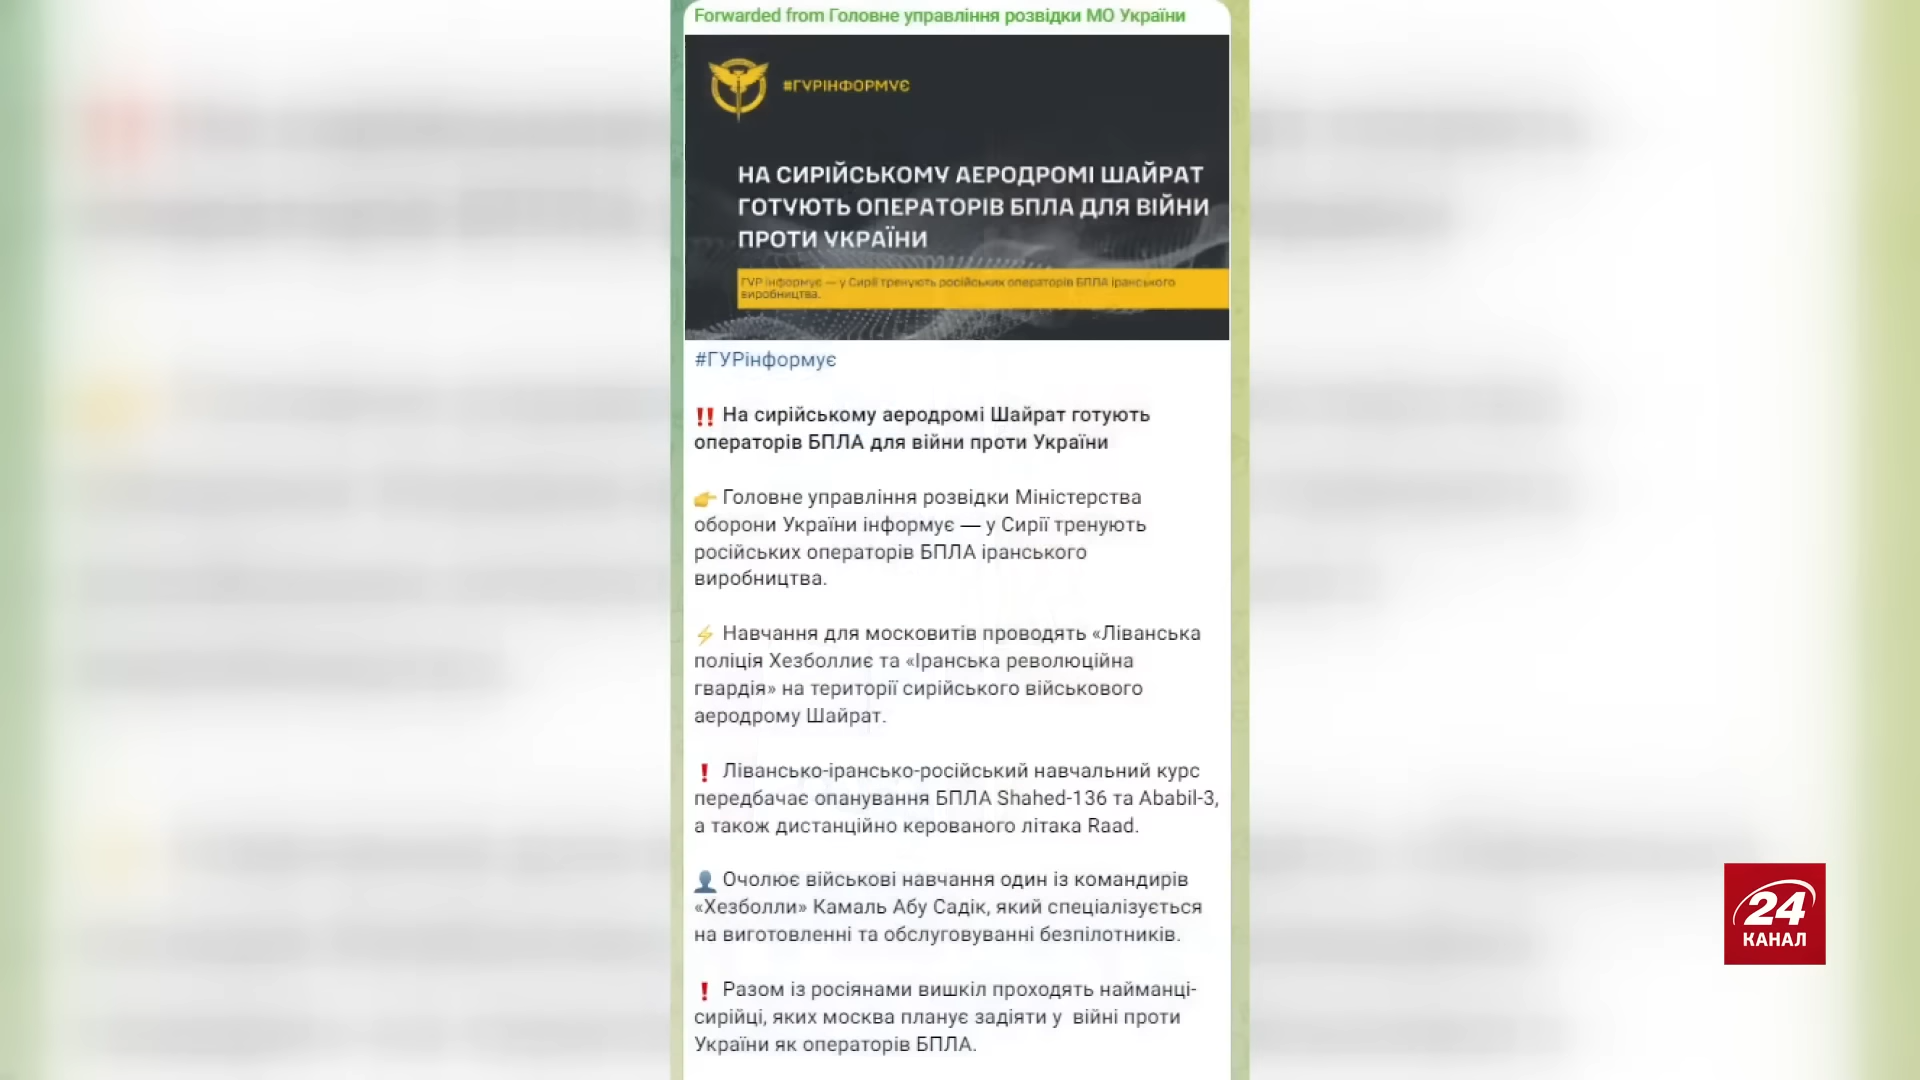 Forwarded from Головне управління розвідки МО України
#ГУРІНФОРМУЄ
НА СИРІЙСЬКОМУ АЕРОДРОМІ ШАЙРАТ
ГОТУЮТЬ ОПЕРАТОРІВ БПЛА ДЛЯ ВІЙНИ
ПРОТИ УКРАЇНИ
ГУР інформує — у Сирії тренують російських операторів БПЛА іранського
виробництва.
#ГУРінформує
‼️ На сирійському аеродромі Шайрат готують
операторів БПЛА для війни проти України
👉 Головне управління розвідки Міністерства
оборони України інформує — у Сирії тренують
російських операторів БПЛА іранського
виробництва.
⚡ Навчання для московитів проводять «Ліванська
поліція Хезболлиє та «Іранська революційна
гвардія» на території сирійського військового
аеродрому Шайрат.
❗ Лівансько-ірансько-російський навчальний курс
передбачає опанування БПЛА Shahed-136 та Ababil-3,
а також дистанційно керованого літака Raad.
👤 Очолює військові навчання один із командирів
«Хезболли» Камаль Абу Садік, який спеціалізується
на виготовленні та обслуговуванні безпілотників.
❗ Разом із росіянами вишкіл проходять найманці-
сирійці, яких москва планує задіяти у війні проти
України як операторів БПЛА.
24
КАНАЛ